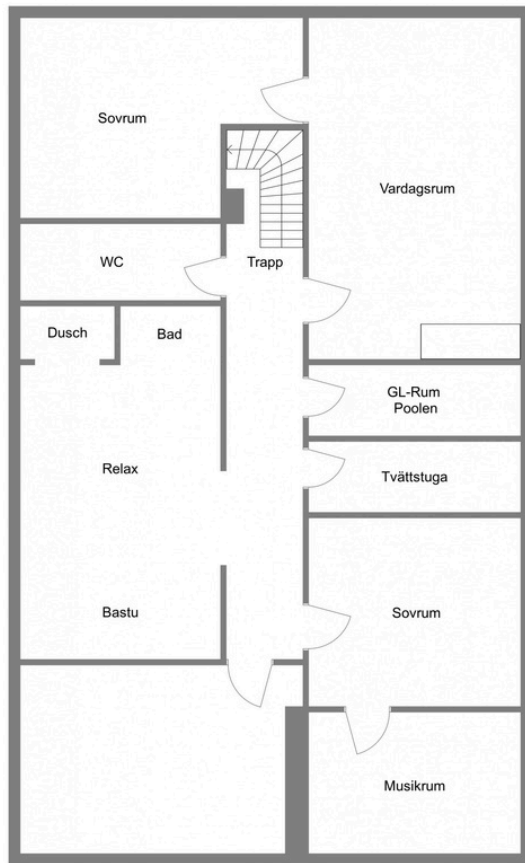 Sovrum
Vardagsrum
WC
Trapp
Dusch
Bad
GL-Rum
Poolen
Relax
Tvättstuga
Bastu
Sovrum
Musikrum